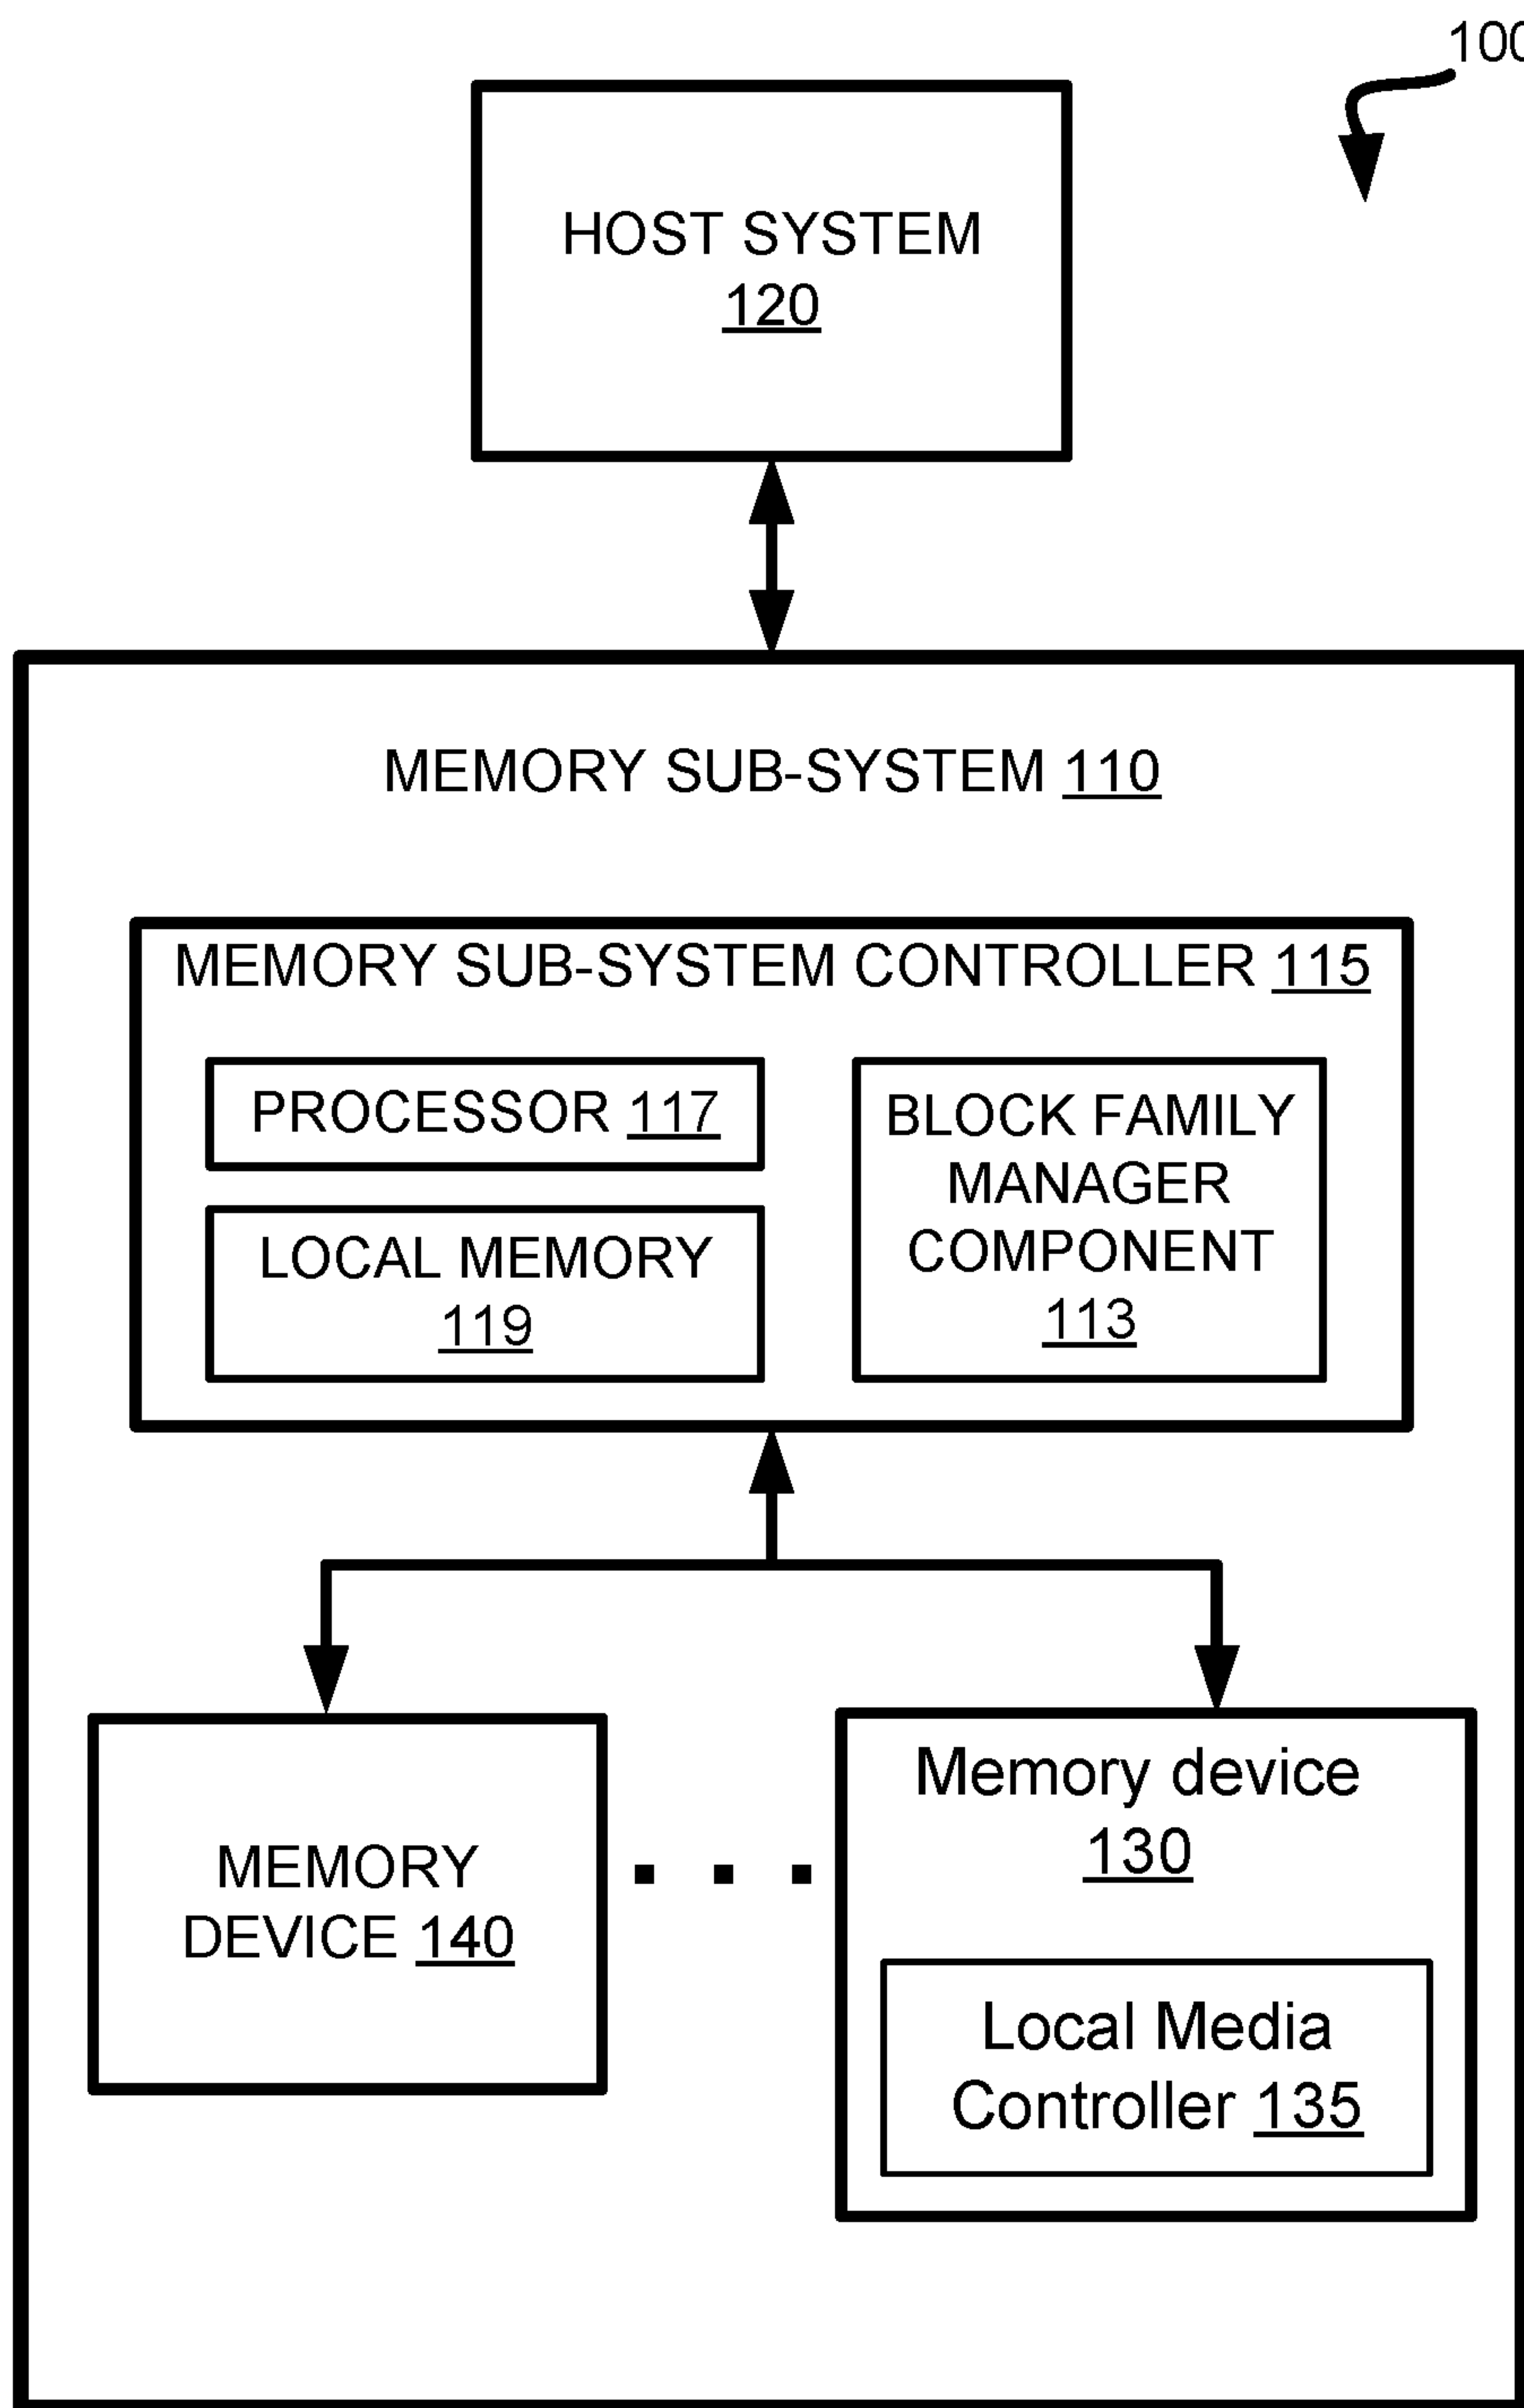 100
HOST SYSTEM
120
MEMORY SUB-SYSTEM 110
MEMORY SUB-SYSTEM CONTROLLER 115
PROCESSOR 117
LOCAL MEMORY
119
BLOCK FAMILY
MANAGER
COMPONENT
113
MEMORY
DEVICE 140
Memory device
130
Local Media
Controller 135